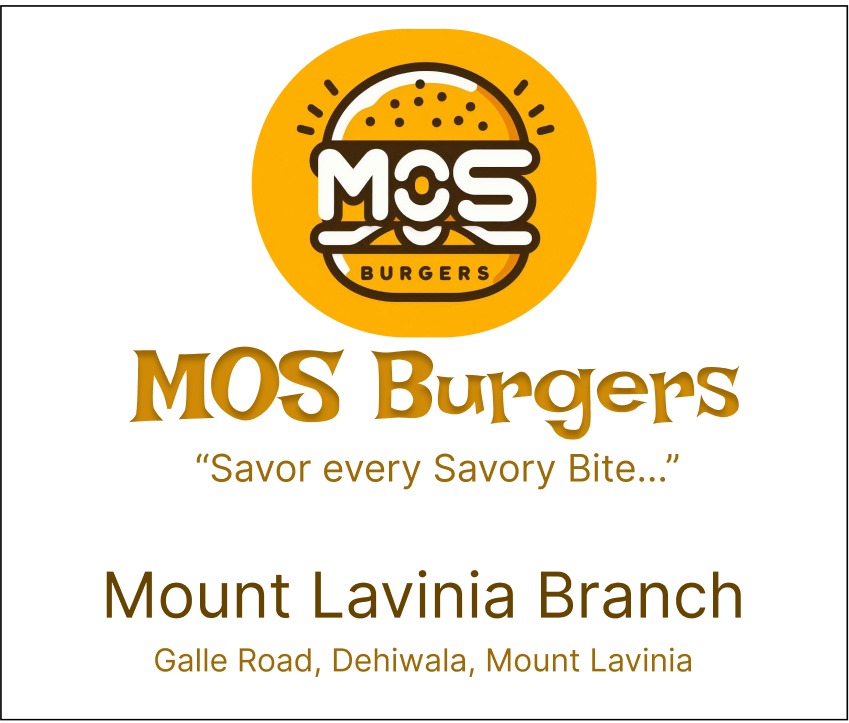 MOS
BURGERS
MOS Burgers
“Savor every Savory Bite...”
Mount Lavinia Branch
Galle Road, Dehiwala, Mount Lavinia